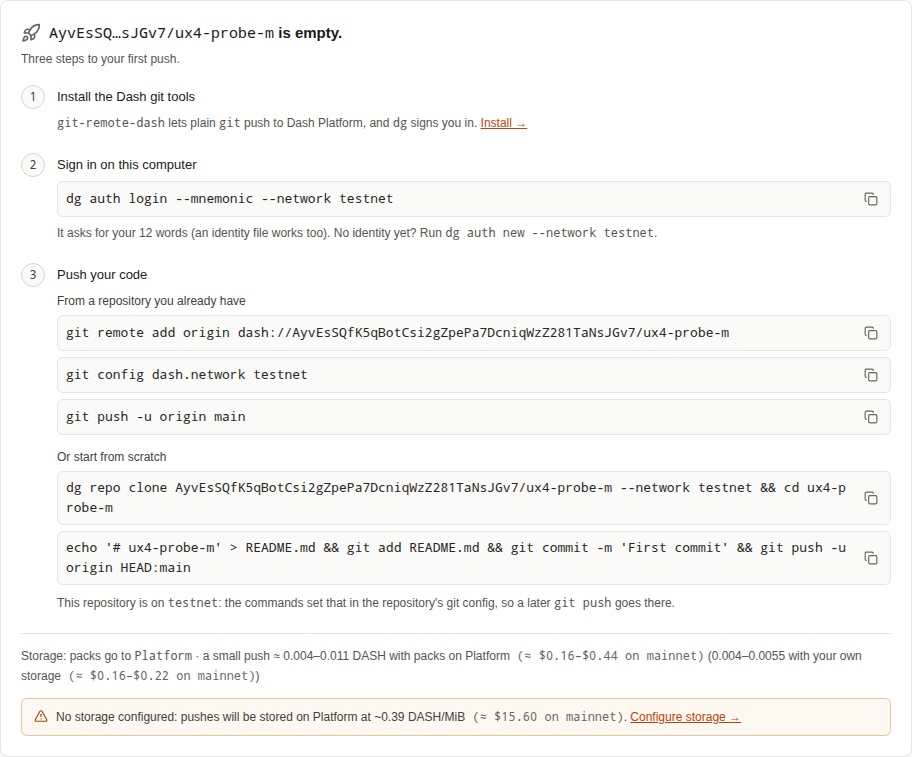 AyvEsSQ…sJGv7/ux4-probe-m is empty.
Three steps to your first push.
1 Install the Dash git tools
git-remote-dash lets plain git push to Dash Platform, and dg signs you in. Install →
2 Sign in on this computer
dg auth login --mnemonic --network testnet
It asks for your 12 words (an identity file works too). No identity yet? Run dg auth new --network testnet.
3 Push your code
From a repository you already have
git remote add origin dash://AyvEsSQfK5qBotCsi2gZpePa7DcniqWzZ281TaNsJGv7/ux4-probe-m
git config dash.network testnet
git push -u origin main
Or start from scratch
dg repo clone AyvEsSQfK5qBotCsi2gZpePa7DcniqWzZ281TaNsJGv7/ux4-probe-m --network testnet && cd ux4-p
robe-m
echo '# ux4-probe-m' > README.md && git add README.md && git commit -m 'First commit' && git push -u
origin HEAD:main
This repository is on testnet: the commands set that in the repository's git config, so a later git push goes there.
Storage: packs go to Platform · a small push ≈ 0.004–0.011 DASH with packs on Platform (≈ $0.16–$0.44 on mainnet) (0.004–0.0055 with your own
storage (≈ $0.16–$0.22 on mainnet))
No storage configured: pushes will be stored on Platform at ~0.39 DASH/MiB (≈ $15.60 on mainnet). Configure storage →